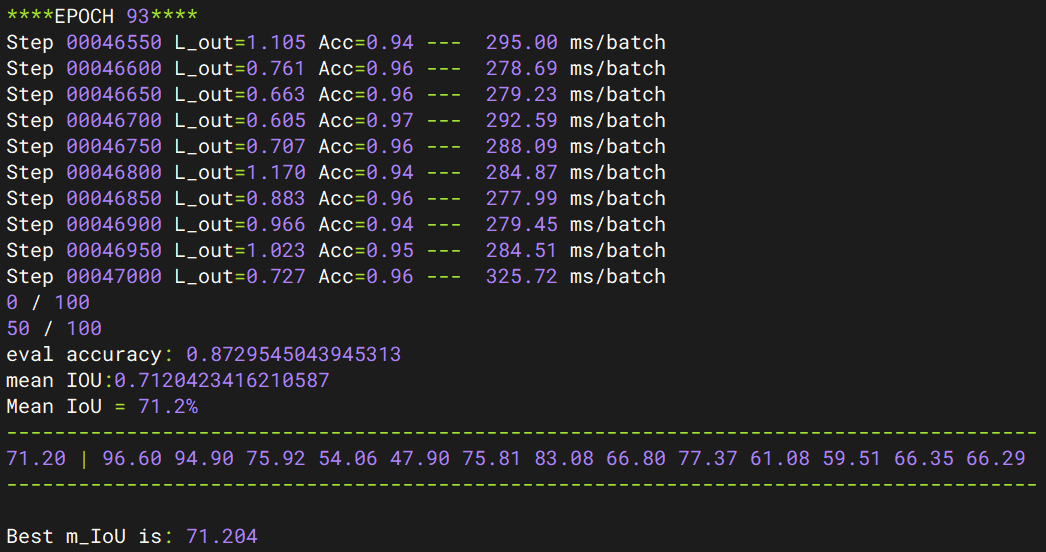 ****EPOCH 93****
Step 00046550 L_out=1.105 Acc=0.94 ---  295.00 ms/batch
Step 00046600 L_out=0.761 Acc=0.96 ---  278.69 ms/batch
Step 00046650 L_out=0.663 Acc=0.96 ---  279.23 ms/batch
Step 00046700 L_out=0.605 Acc=0.97 ---  292.59 ms/batch
Step 00046750 L_out=0.707 Acc=0.96 ---  288.09 ms/batch
Step 00046800 L_out=1.170 Acc=0.94 ---  284.87 ms/batch
Step 00046850 L_out=0.883 Acc=0.96 ---  277.99 ms/batch
Step 00046900 L_out=0.966 Acc=0.94 ---  279.45 ms/batch
Step 00046950 L_out=1.023 Acc=0.95 ---  284.51 ms/batch
Step 00047000 L_out=0.727 Acc=0.96 ---  325.72 ms/batch
0 / 100
50 / 100
eval accuracy: 0.8729545043945313
mean IOU:0.7120423416210587
Mean IoU = 71.2%
--------------------------------------------------------------------------------------
71.20 | 96.60 94.90 75.92 54.06 47.90 75.81 83.08 66.80 77.37 61.08 59.51 66.35 66.29
--------------------------------------------------------------------------------------
Best m_IoU is: 71.204